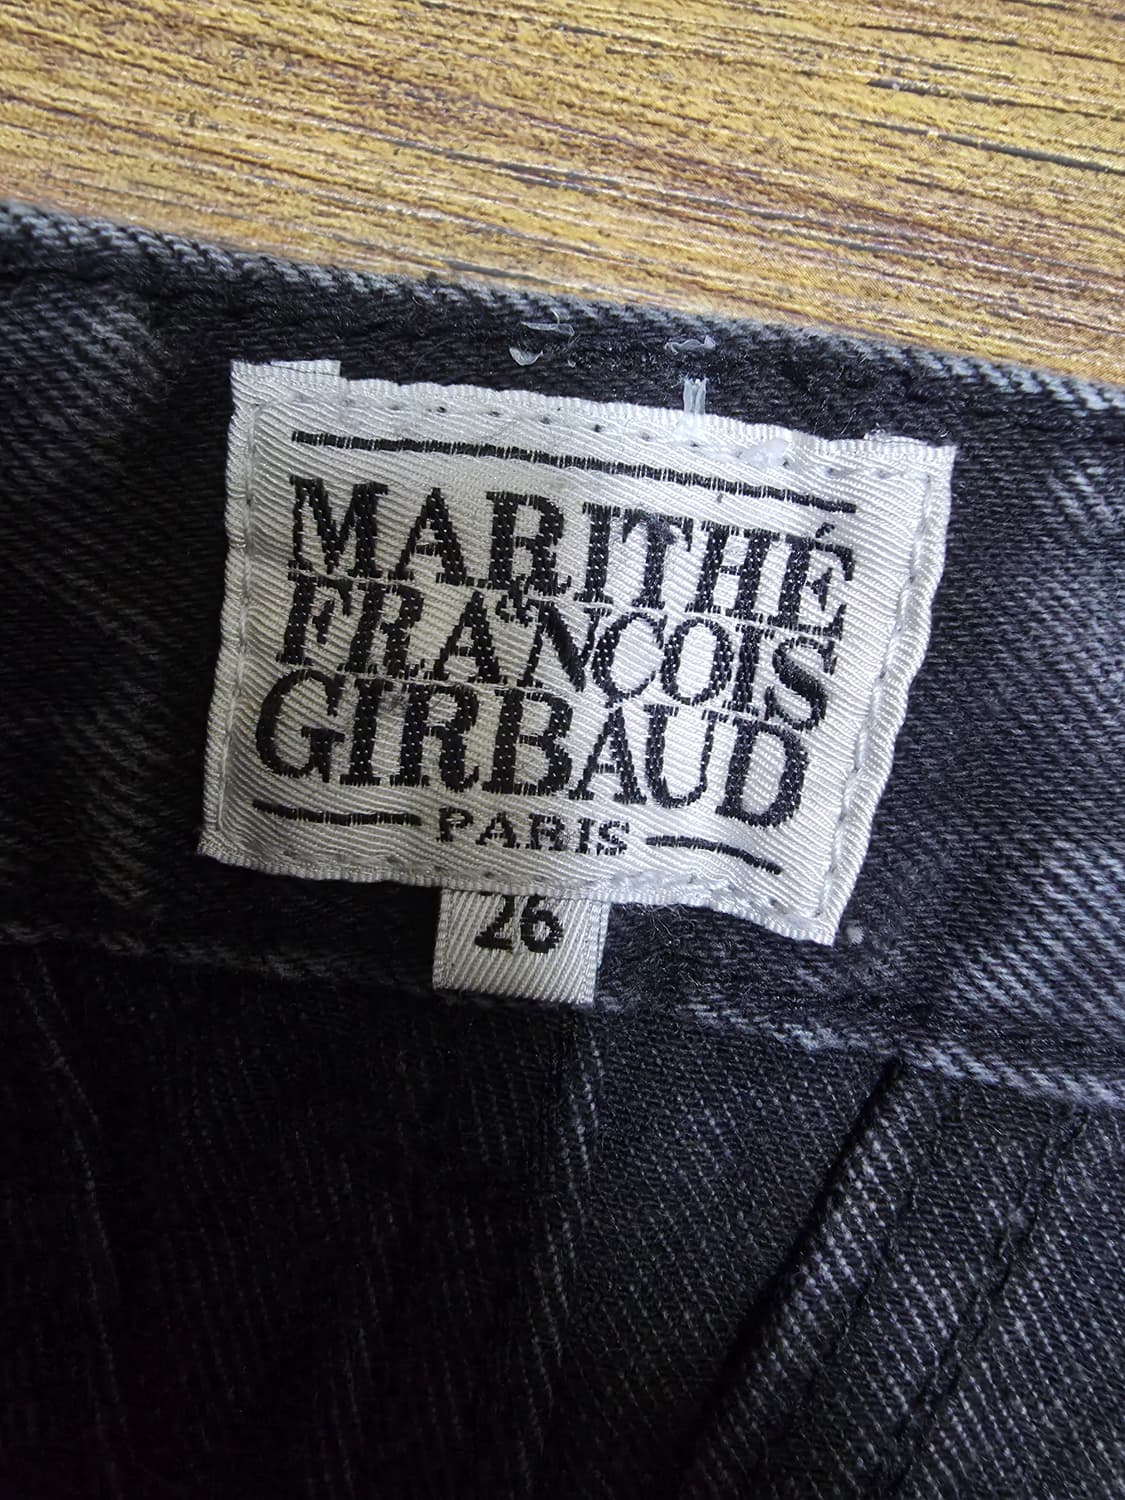 MARITHÉ
&
FRANÇOIS
GIRBAUD
PARIS
26